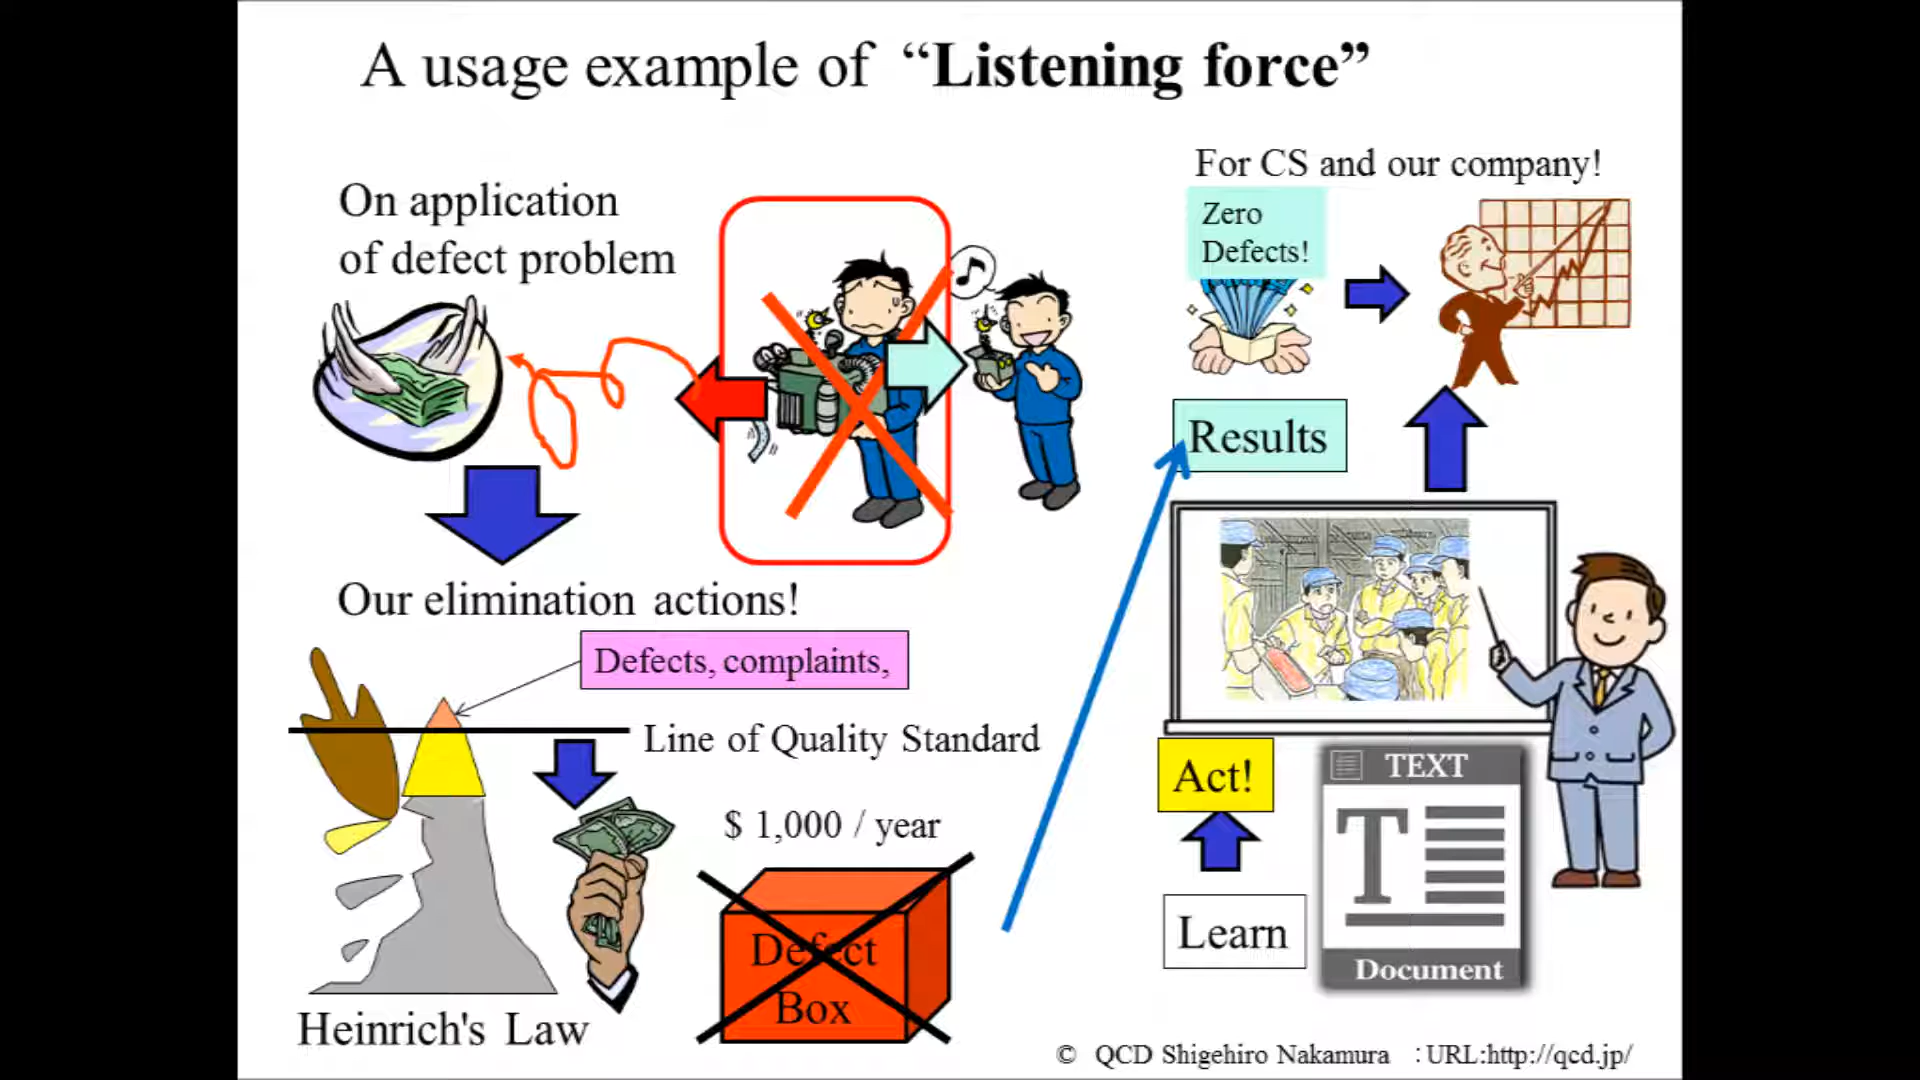 A usage example of “Listening force”
On application
of defect problem
Our elimination actions!
Defects, complaints,
Line of Quality Standard
$ 1,000 / year
Defect
Box
Heinrich's Law
For CS and our company!
Zero
Defects!
Results
Act!
Learn
TEXT
T
Document
© QCD Shigehiro Nakamura :URL:http://qcd.jp/